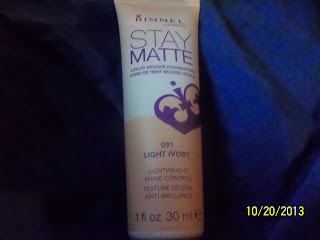 RIMMEL
LONDON
STAY
MATTE
LIQUID MOUSSE FOUNDATION
FOND DE TEINT MOUSSE LIQUIDE
091
LIGHT IVORY
LIGHTWEIGHT
SHINE CONTROL
TEXTURE LÉGÈRE
ANTI-BRILLANCE
1 fl oz 30 ml e
10/20/2013